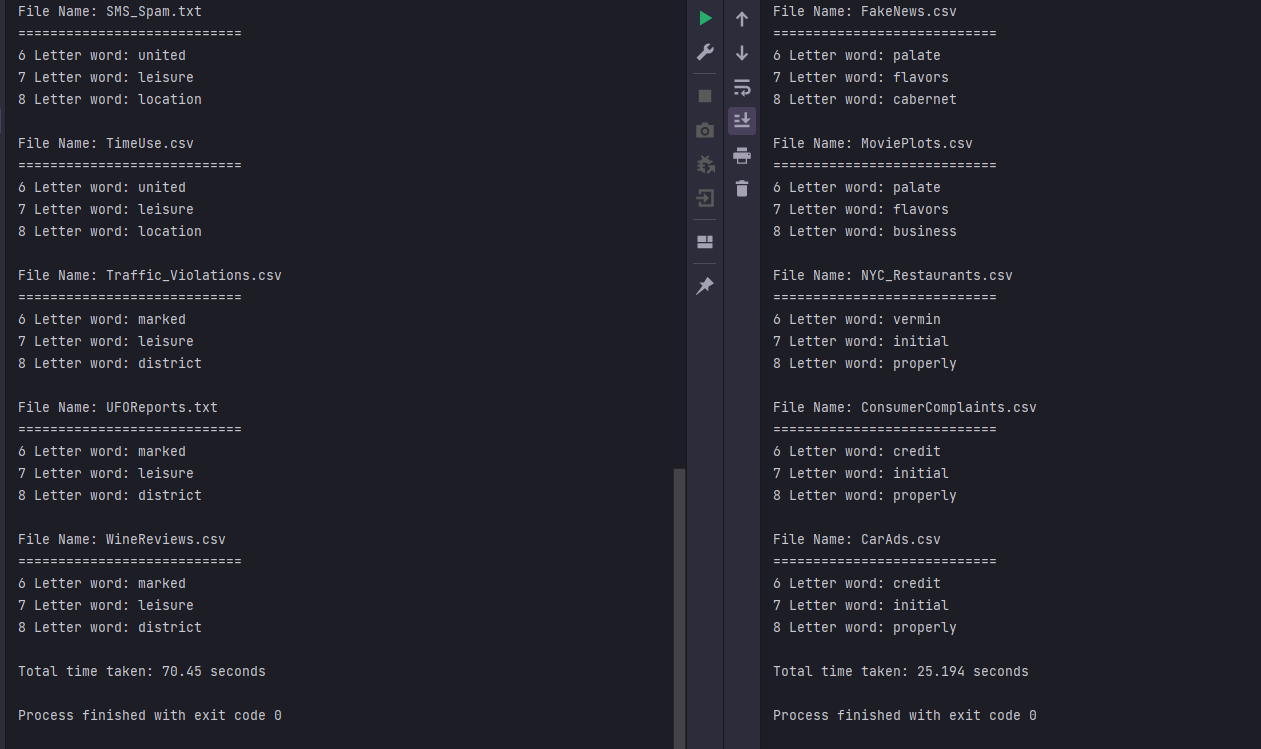 File Name: SMS_Spam.txt
============================
6 Letter word: united
7 Letter word: leisure
8 Letter word: location
File Name: TimeUse.csv
============================
6 Letter word: united
7 Letter word: leisure
8 Letter word: location
File Name: Traffic_Violations.csv
============================
6 Letter word: marked
7 Letter word: leisure
8 Letter word: district
File Name: UFOReports.txt
============================
6 Letter word: marked
7 Letter word: leisure
8 Letter word: district
File Name: WineReviews.csv
============================
6 Letter word: marked
7 Letter word: leisure
8 Letter word: district
Total time taken: 70.45 seconds
Process finished with exit code 0
File Name: FakeNews.csv
============================
6 Letter word: palate
7 Letter word: flavors
8 Letter word: cabernet
File Name: MoviePlots.csv
============================
6 Letter word: palate
7 Letter word: flavors
8 Letter word: business
File Name: NYC_Restaurants.csv
============================
6 Letter word: vermin
7 Letter word: initial
8 Letter word: properly
File Name: ConsumerComplaints.csv
============================
6 Letter word: credit
7 Letter word: initial
8 Letter word: properly
File Name: CarAds.csv
============================
6 Letter word: credit
7 Letter word: initial
8 Letter word: properly
Total time taken: 25.194 seconds
Process finished with exit code 0